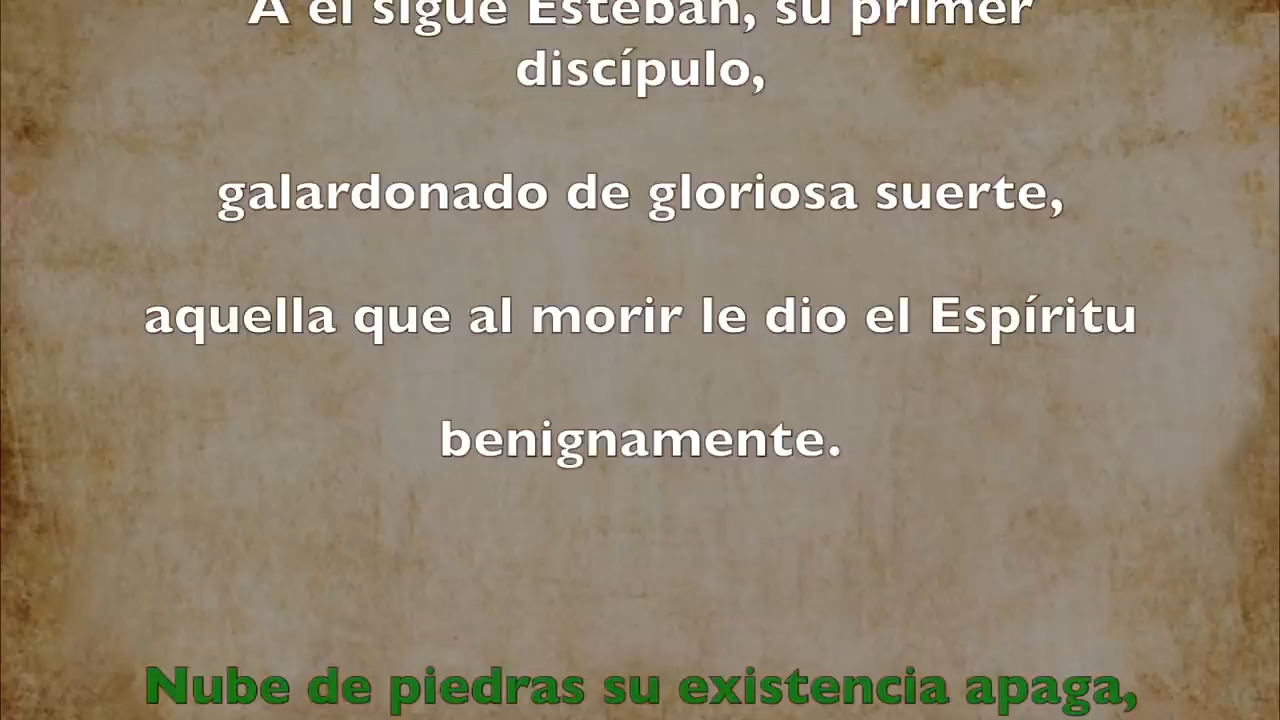 A él sigue Esteban, su primer
discípulo,
galardonado de gloriosa suerte,
aquella que al morir le dio el Espíritu
benignamente.
Nube de piedras su existencia apaga,